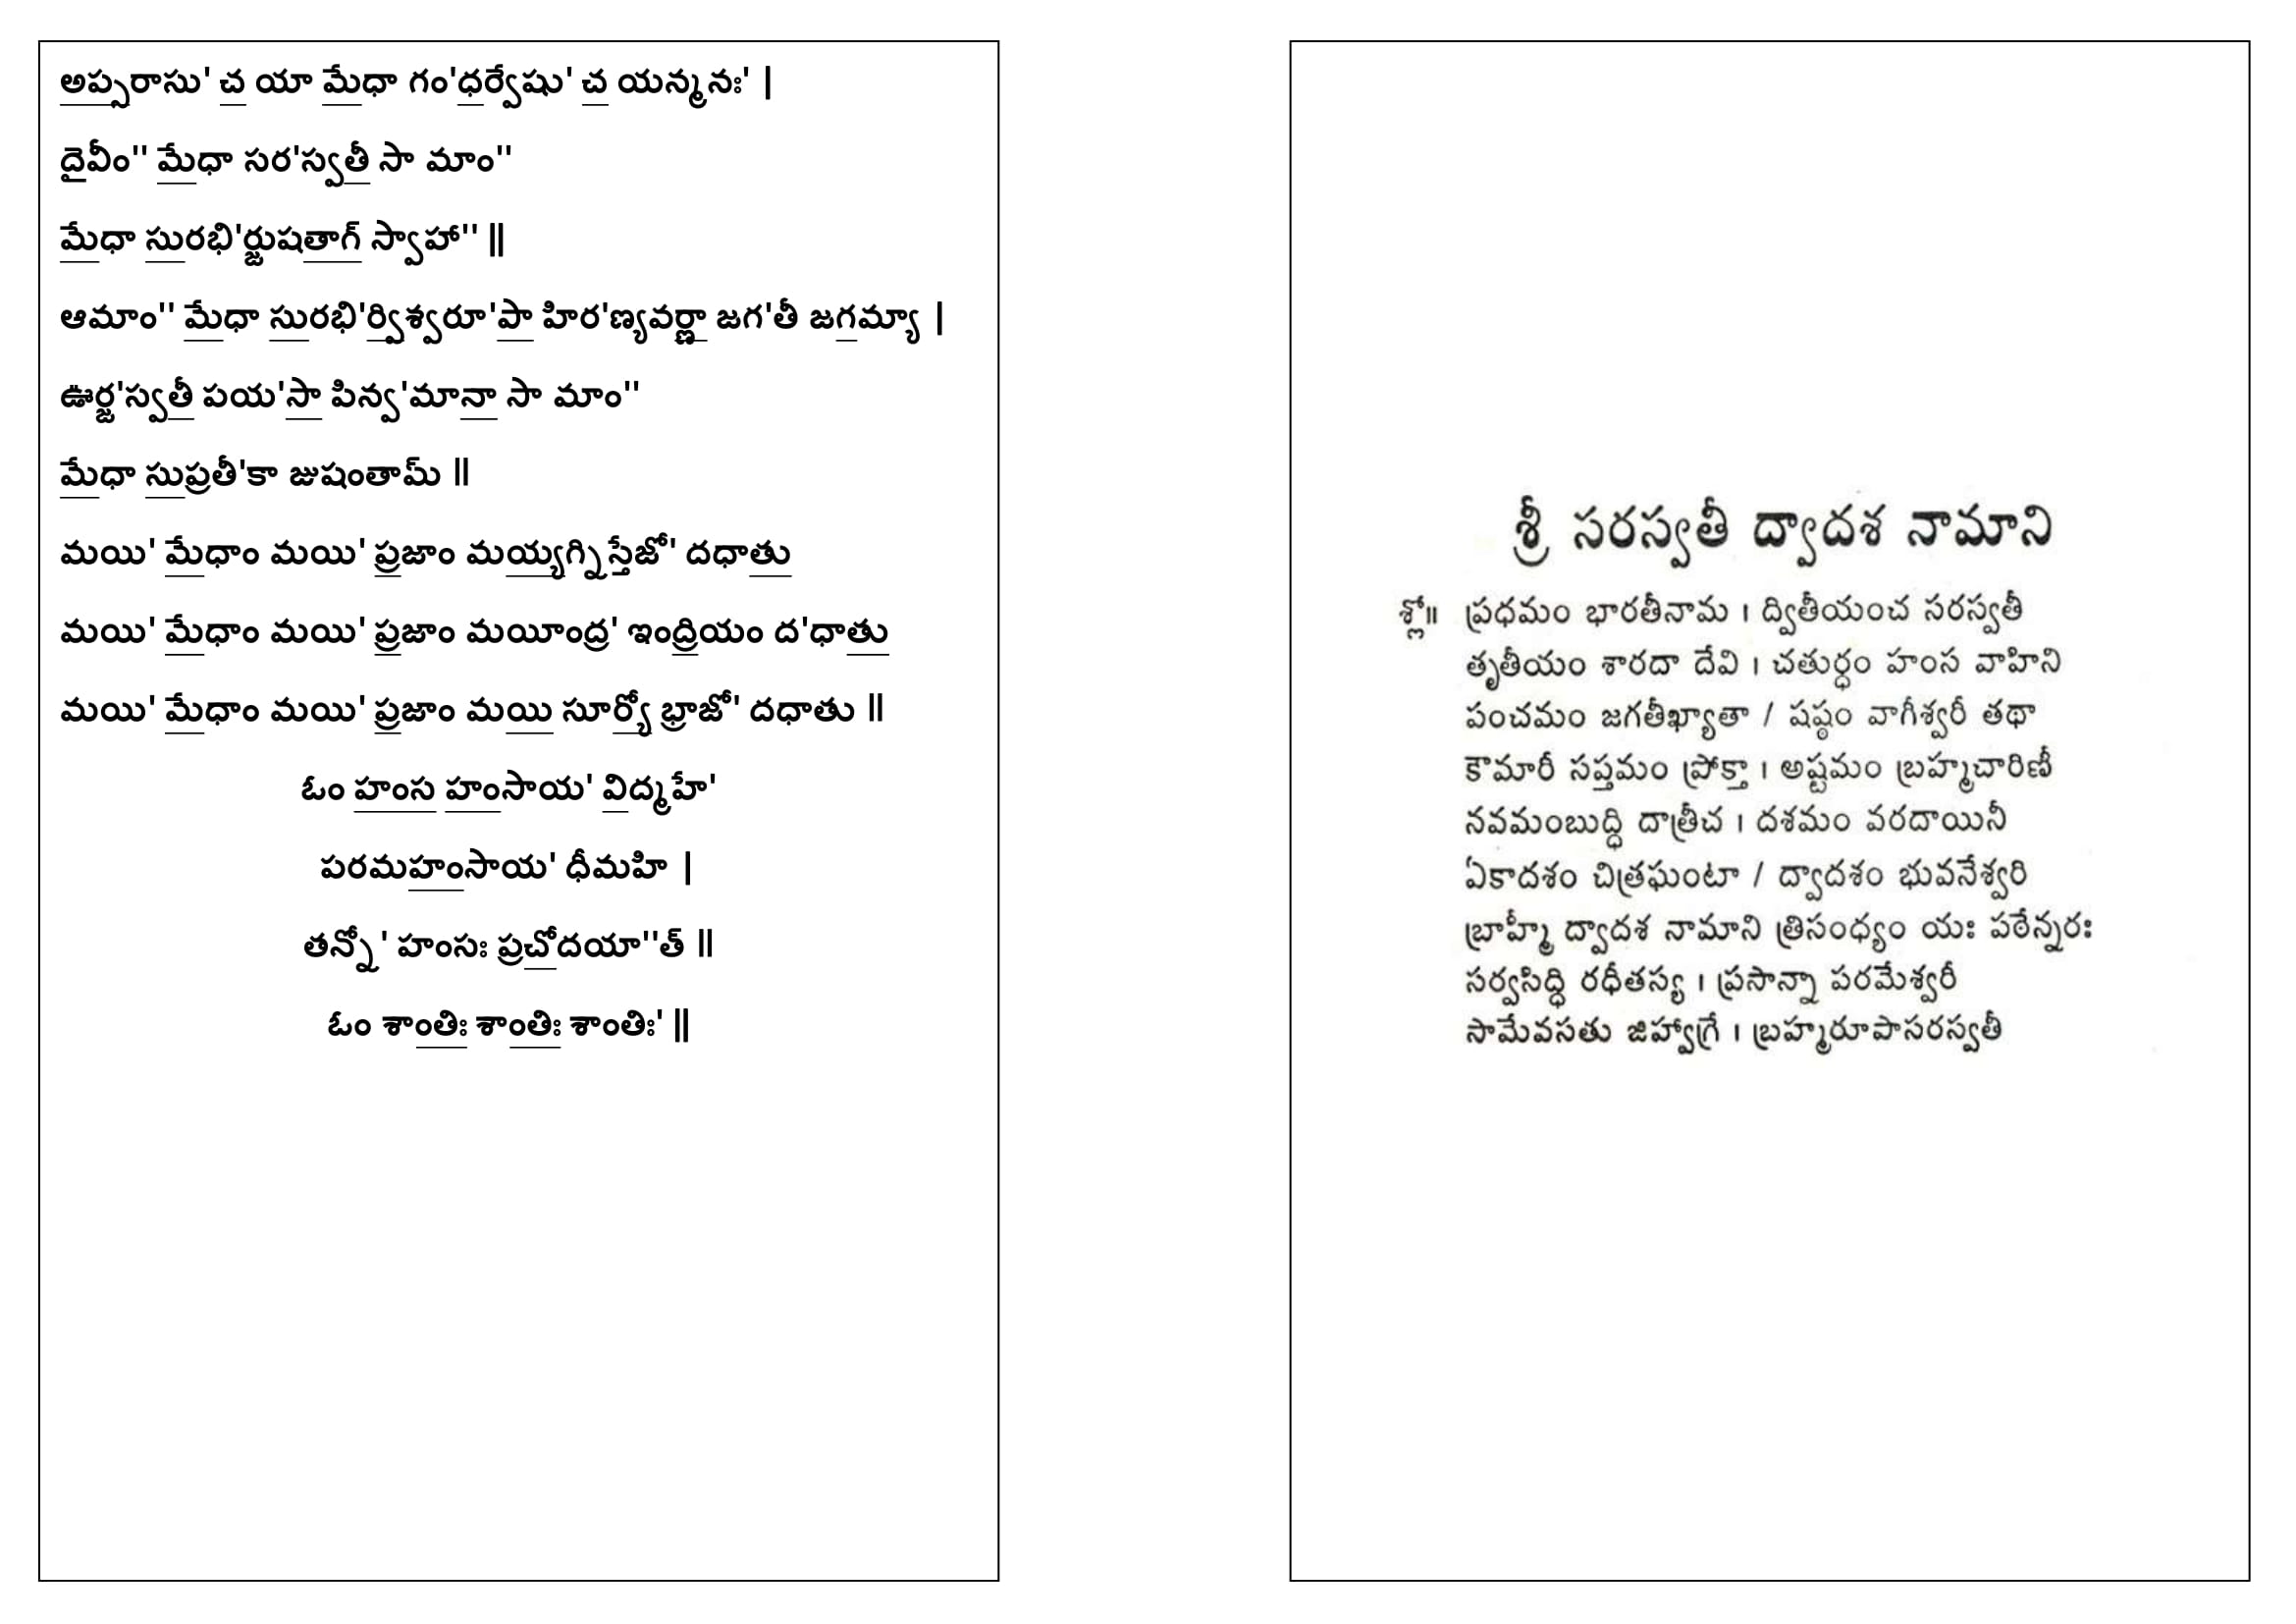 అప్సరాసు' చ యా మేధా గం'ధర్వేషు' చ యన్మనః' |
దైవీం'' మేధా సర'స్వతీ సా మాం''
మేధా సురభి'ర్జుషతాగ్ స్వాహా'' ‖
ఆమాం'' మేధా సురభి'ర్విశ్వరూ'పా హిర'ణ్యవర్ణా జగ'తీ జగమ్యా |
ఊర్జ'స్వతీ పయ'సా పిన్వ'మానా సా మాం''
మేధా సుప్రతీ'కా జుషంతామ్ ‖
మయి' మేధాం మయి' ప్రజాం మయ్యగ్నిస్తేజో' దధాతు
మయి' మేధాం మయి' ప్రజాం మయీంద్ర' ఇంద్రియం ద'ధాతు
మయి' మేధాం మయి' ప్రజాం మయి సూర్యో భ్రాజో' దధాతు ‖
ఓం హంస హంసాయ' విద్మహే'
పరమహంసాయ' ధీమహి |
తన్నో' హంసః ప్రచోదయా''త్ ‖
ఓం శాంతిః శాంతిః శాంతిః' ‖
శ్రీ సరస్వతీ ద్వాదశ నామాని
శ్లో॥ ప్రధమం భారతీనామ । ద్వితీయంచ సరస్వతీ
తృతీయం శారదా దేవి । చతుర్ధం హంస వాహిని
పంచమం జగతీఖ్యాతా / షష్ఠం వాగీశ్వరీ తథా
కౌమారీ సప్తమం ప్రోక్తా । అష్టమం బ్రహ్మచారిణీ
నవమంబుద్ధి దాత్రీచ । దశమం వరదాయినీ
ఏకాదశం చిత్రఘంటా / ద్వాదశం భువనేశ్వరి
బ్రాహ్మీ ద్వాదశ నామాని త్రిసంధ్యం యః పఠేన్నరః
సర్వసిద్ధి రధీతస్య । ప్రసాన్నా పరమేశ్వరీ
సామేవసతు జిహ్వాగ్రే । బ్రహ్మరూపాసరస్వతీ